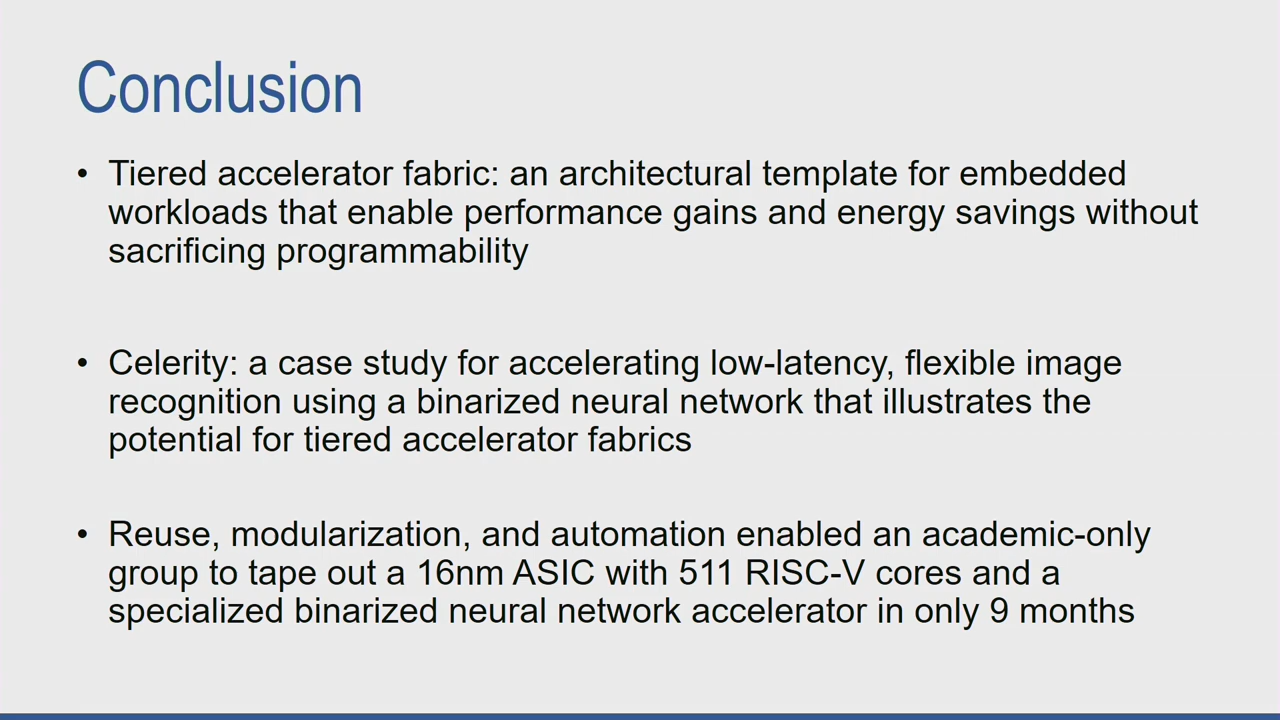 Conclusion
• Tiered accelerator fabric: an architectural template for embedded
workloads that enable performance gains and energy savings without
sacrificing programmability
• Celerity: a case study for accelerating low-latency, flexible image
recognition using a binarized neural network that illustrates the
potential for tiered accelerator fabrics
• Reuse, modularization, and automation enabled an academic-only
group to tape out a 16nm ASIC with 511 RISC-V cores and a
specialized binarized neural network accelerator in only 9 months